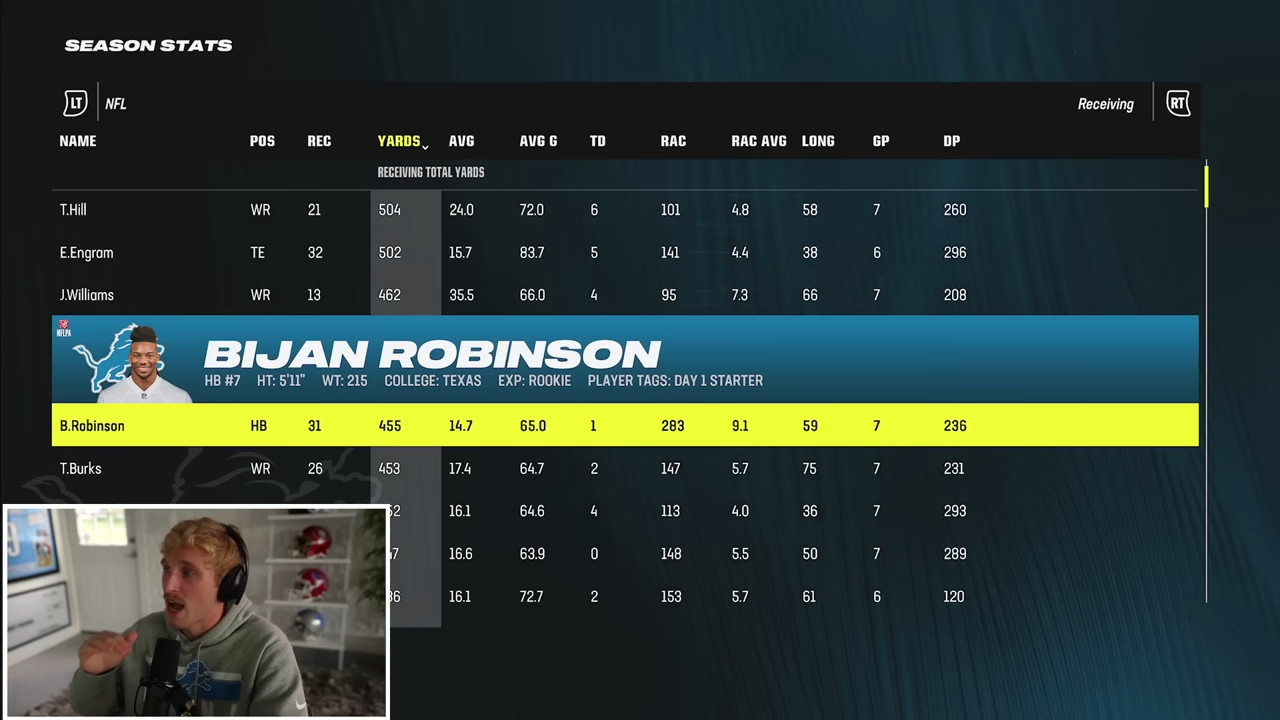 SEASON STATS
LT NFL Receiving RT
NAME POS REC YARDS AVG AVG G TD RAC RAC AVG LONG GP DP
RECEIVING TOTAL YARDS
T.Hill WR 21 504 24.0 72.0 6 101 4.8 58 7 260
E.Engram TE 32 502 15.7 83.7 5 141 4.4 38 6 296
J.Williams WR 13 462 35.5 66.0 4 95 7.3 66 7 208
NFLPA
BIJAN ROBINSON
HB #7 HT: 5'11" WT: 215 COLLEGE: TEXAS EXP: ROOKIE PLAYER TAGS: DAY 1 STARTER
B.Robinson HB 31 455 14.7 65.0 1 283 9.1 59 7 236
T.Burks WR 26 453 17.4 64.7 2 147 5.7 75 7 231
16.1 64.6 4 113 4.0 36 7 293
16.6 63.9 0 148 5.5 50 7 289
16.1 72.7 2 153 5.7 61 6 120